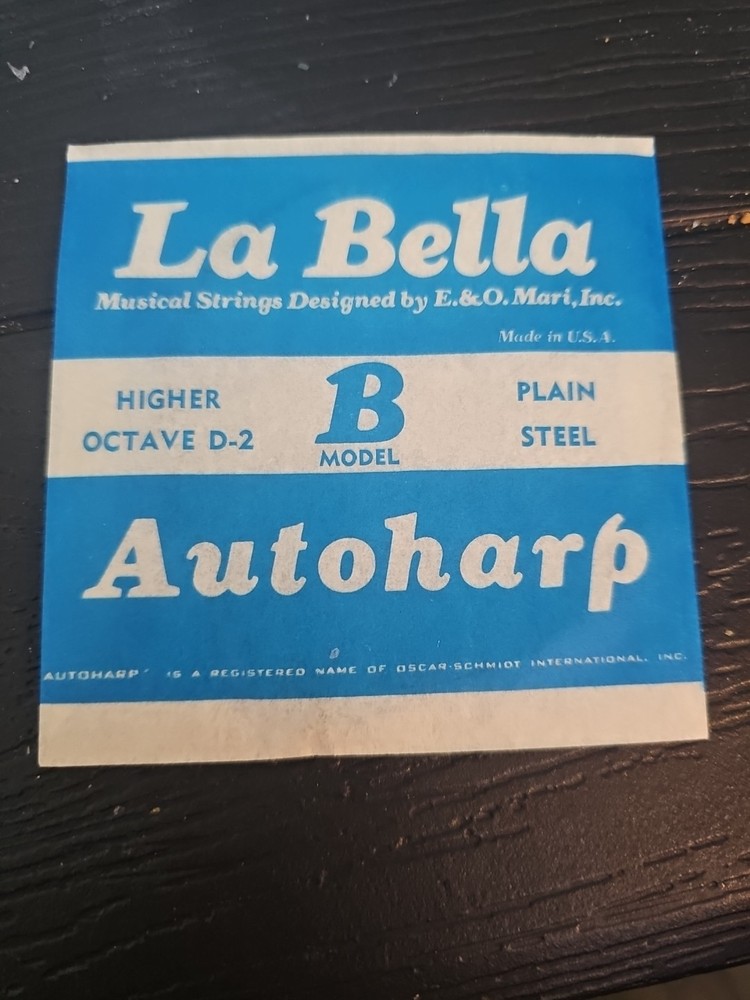 La Bella
Musical Strings Designed by E.&O. Mari, Inc.
Made in U.S.A.
HIGHER
OCTAVE D-2
B
MODEL
PLAIN
STEEL
Autoharp
AUTOHARP IS A REGISTERED NAME OF OSCAR-SCHMIDT INTERNATIONAL, INC.